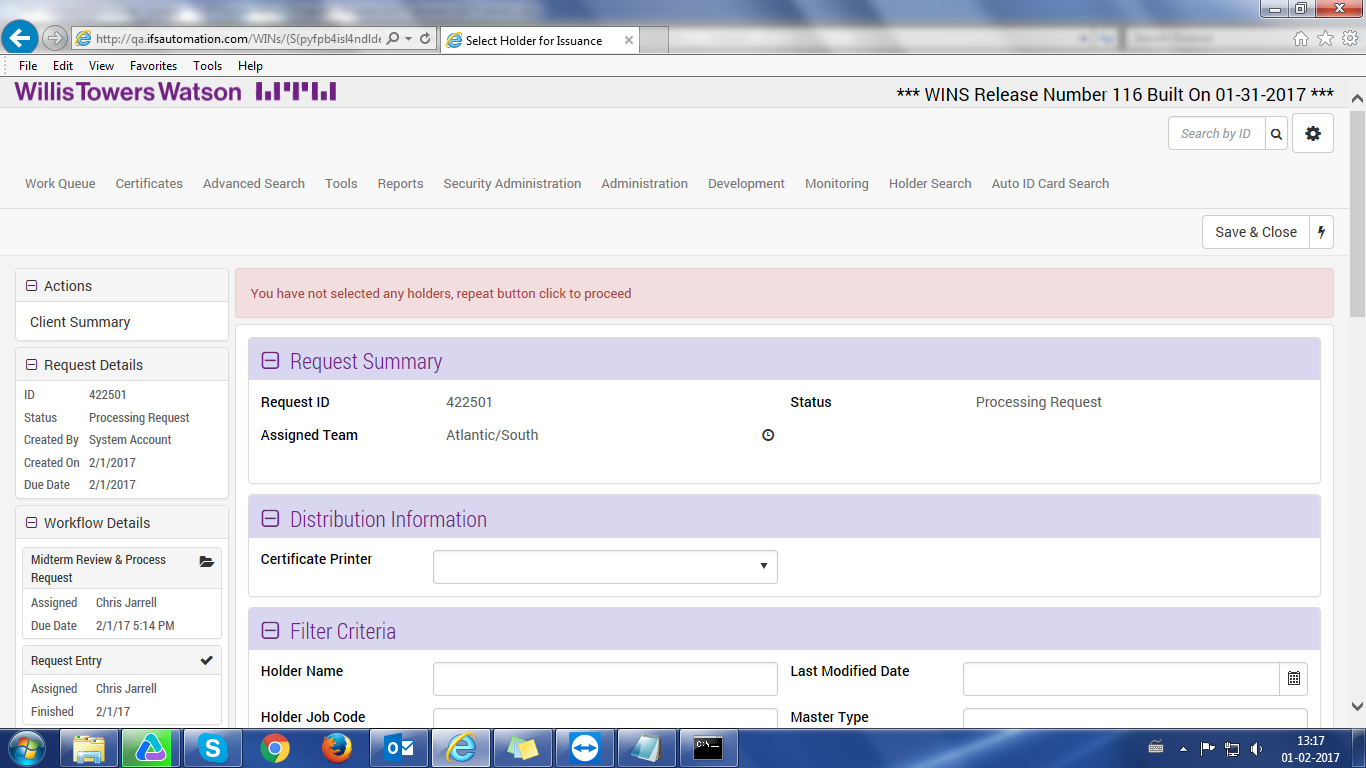 http://qa.ifsautomation.com/WINs/(S(pyfpb4isl4ndlde
Select Holder for Issuance
File Edit View Favorites Tools Help
Willis Towers Watson
*** WINS Release Number 116 Built On 01-31-2017 ***
Search by ID
Work Queue Certificates Advanced Search Tools Reports Security Administration Administration Development Monitoring Holder Search Auto ID Card Search
Save & Close
Actions
Client Summary
Request Details
ID 422501
Status Processing Request
Created By System Account
Created On 2/1/2017
Due Date 2/1/2017
Workflow Details
Midterm Review & Process
Request
Assigned Chris Jarrell
Due Date 2/1/17 5:14 PM
Request Entry
Assigned Chris Jarrell
Finished 2/1/17
You have not selected any holders, repeat button click to proceed
Request Summary
Request ID 422501 Status Processing Request
Assigned Team Atlantic/South
Distribution Information
Certificate Printer
Filter Criteria
Holder Name Last Modified Date
Holder Job Code Master Type
13:17
01-02-2017